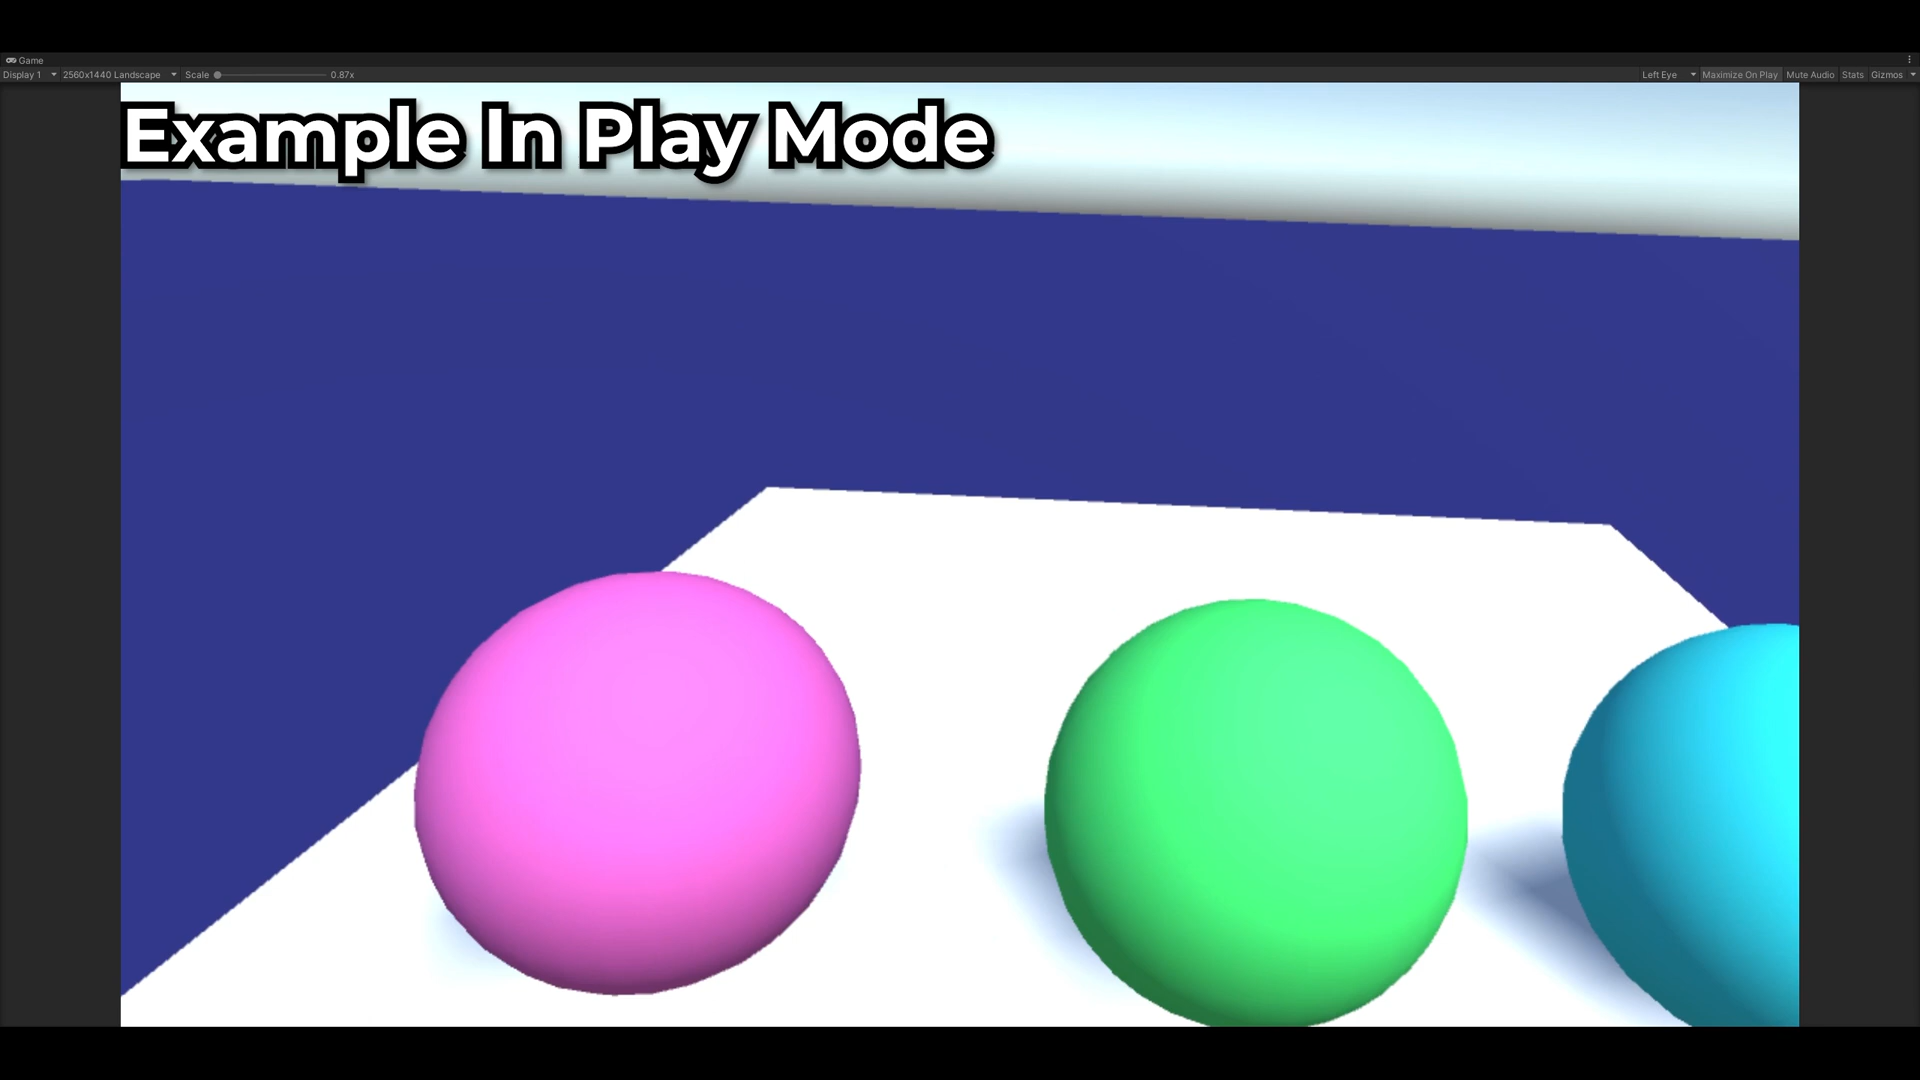 Game
Display 1 2560x1440 Landscape Scale 0.87x Left Eye Maximize On Play Mute Audio Stats Gizmos
Example In Play Mode